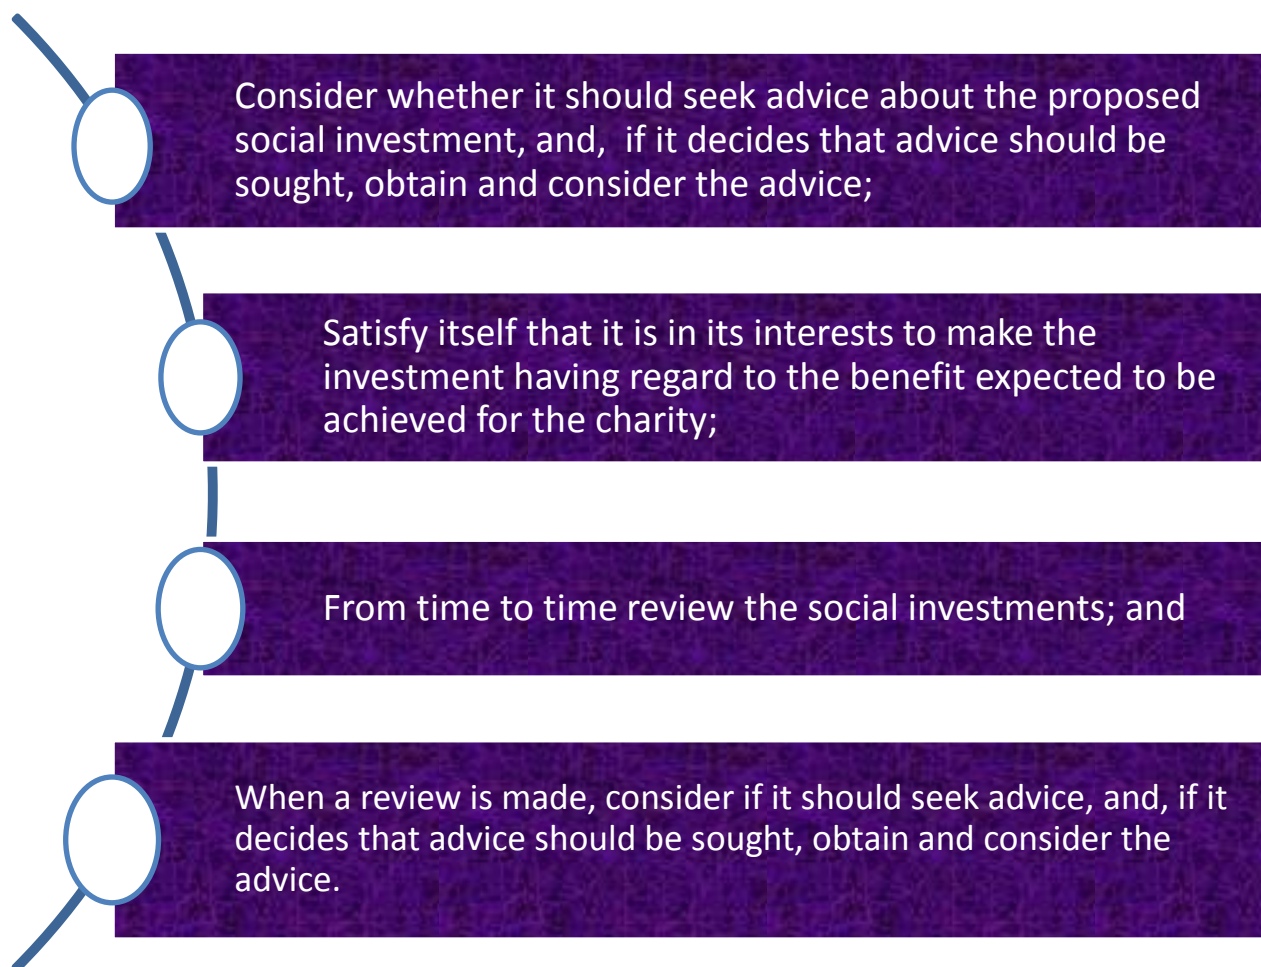 Consider whether it should seek advice about the proposed
social investment, and,  if it decides that advice should be
sought, obtain and consider the advice;
Satisfy itself that it is in its interests to make the
investment having regard to the benefit expected to be
achieved for the charity;
From time to time review the social investments; and
When a review is made, consider if it should seek advice, and, if it
decides that advice should be sought, obtain and consider the
advice.